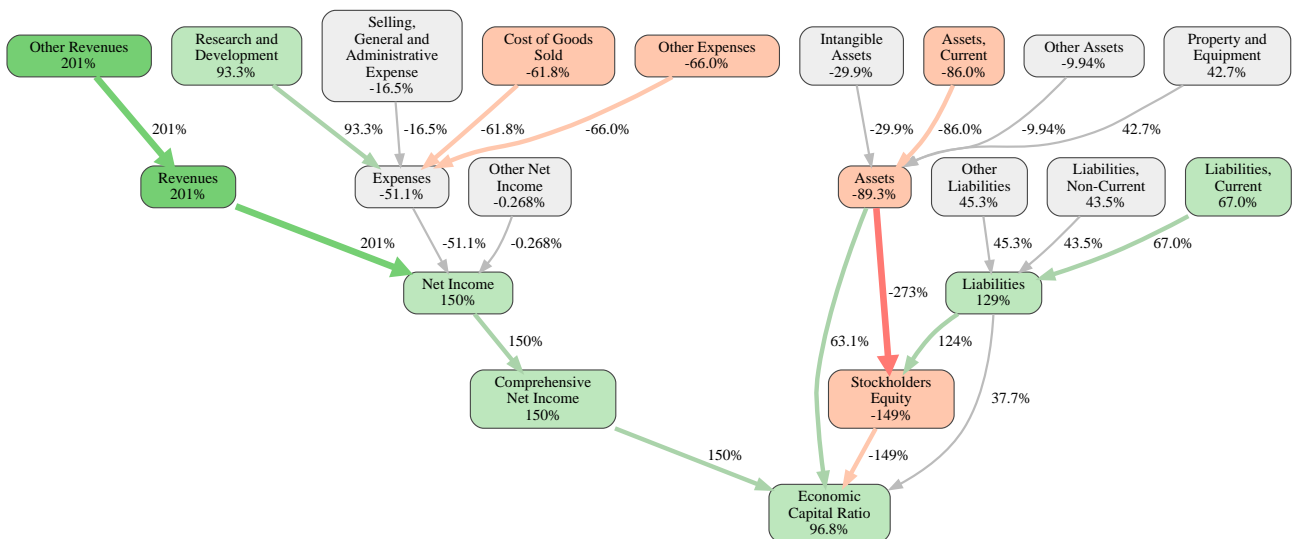 Other Revenues
201%
Research and
Development
93.3%
Selling,
General and
Administrative
Expense
-16.5%
Cost of Goods
Sold
-61.8%
Other Expenses
-66.0%
Intangible
Assets
-29.9%
Assets,
Current
-86.0%
Other Assets
-9.94%
Property and
Equipment
42.7%
201%
93.3%
-16.5%
-61.8%
-66.0%
-29.9%
-86.0%
-9.94%
42.7%
Revenues
201%
Expenses
-51.1%
Other Net
Income
-0.268%
Assets
-89.3%
Other
Liabilities
45.3%
Liabilities,
Non-Current
43.5%
Liabilities,
Current
67.0%
201%
-51.1%
-0.268%
45.3%
43.5%
67.0%
Net Income
150%
-273%
Liabilities
129%
150%
63.1%
124%
Comprehensive
Net Income
150%
Stockholders
Equity
-149%
37.7%
150%
-149%
Economic
Capital Ratio
96.8%